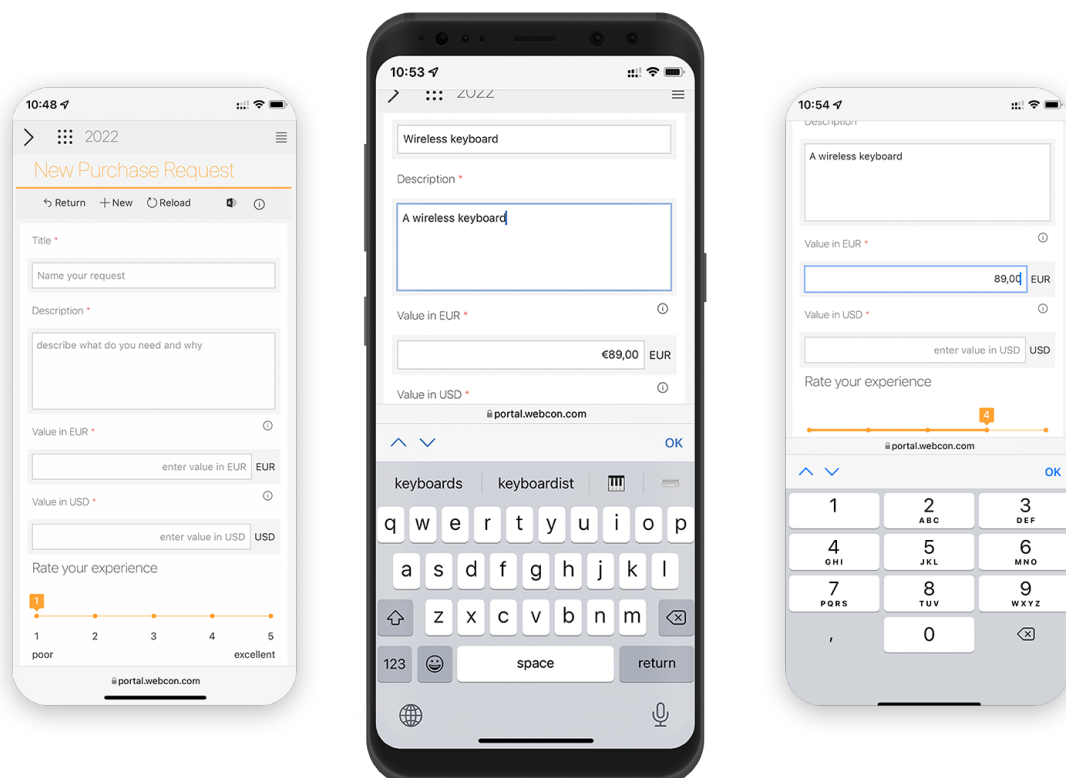 10:48
2022
New Purchase Request
Return New Reload
Title *
Name your request
Description *
describe what do you need and why
Value in EUR *
enter value in EUR EUR
Value in USD *
enter value in USD USD
Rate your experience
1
1 2 3 4 5
poor excellent
portal.webcon.com
10:53
2022
Wireless keyboard
Description *
A wireless keyboard
Value in EUR *
€89,00 EUR
Value in USD *
portal.webcon.com
OK
keyboards keyboardist
q w e r t y u i o p
a s d f g h j k l
z x c v b n m
123 space return
10:54
Description
A wireless keyboard
Value in EUR *
89,00 EUR
Value in USD *
enter value in USD USD
Rate your experience
4
portal.webcon.com
OK
1 2 3
ABC DEF
4 5 6
GHI JKL MNO
7 8 9
PQRS TUV WXYZ
, 0